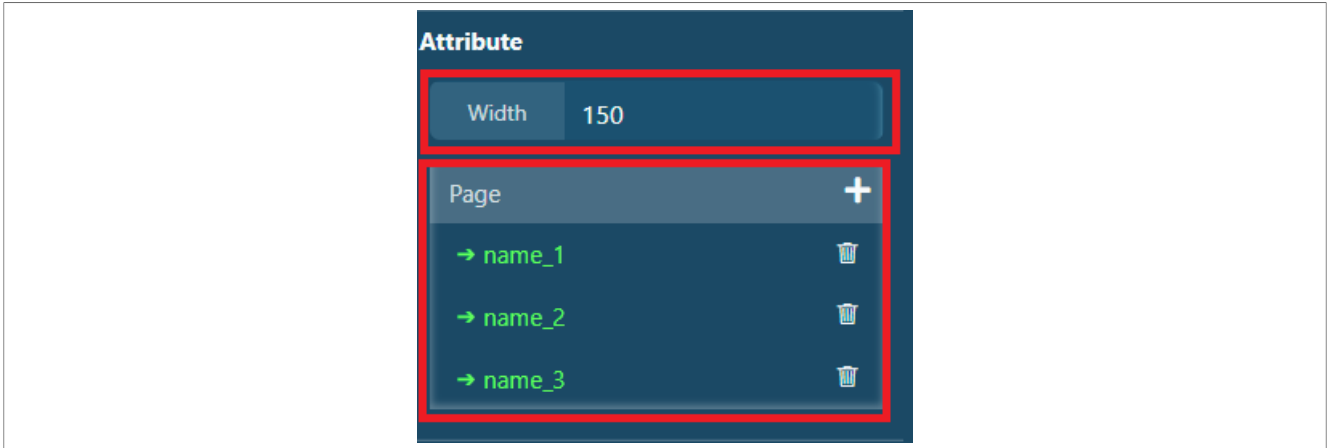 Attribute
Width 150
Page
➔ name_1
➔ name_2
➔ name_3